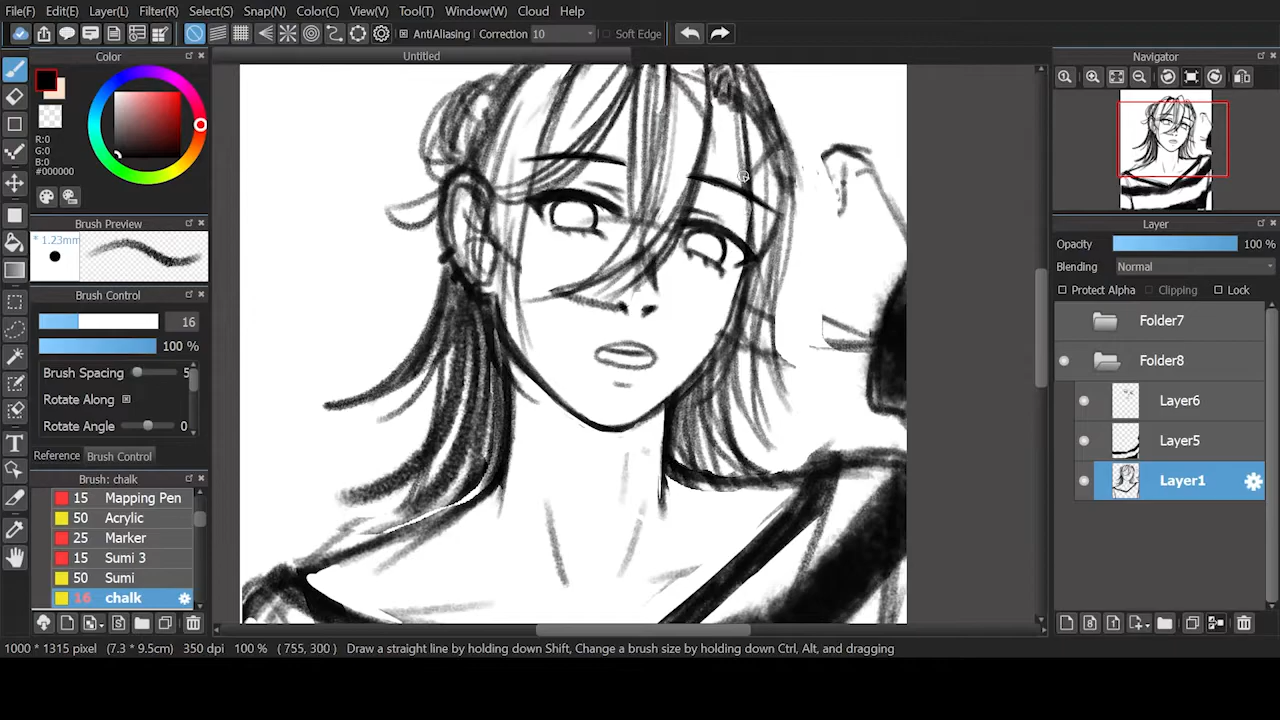 File(F) Edit(E) Layer(L) Filter(R) Select(S) Snap(N) Color(C) View(V) Tool(T) Window(W) Cloud Help
AntiAliasing Correction 10 Soft Edge
Color
Untitled
Navigator
R:0
G:0
B:0
#000000
Brush Preview
* 1.23mm
Layer
Opacity 100 %
Blending Normal
Protect Alpha Clipping Lock
Brush Control
16
100 %
Brush Spacing 5
Rotate Along
Rotate Angle 0
Reference Brush Control
Folder7
Folder8
Layer6
Layer5
Layer1
Brush: chalk
15 Mapping Pen
50 Acrylic
25 Marker
15 Sumi 3
50 Sumi
16 chalk
1000 * 1315 pixel (7.3 * 9.5cm) 350 dpi 100 % ( 755, 300 ) Draw a straight line by holding down Shift, Change a brush size by holding down Ctrl, Alt, and dragging